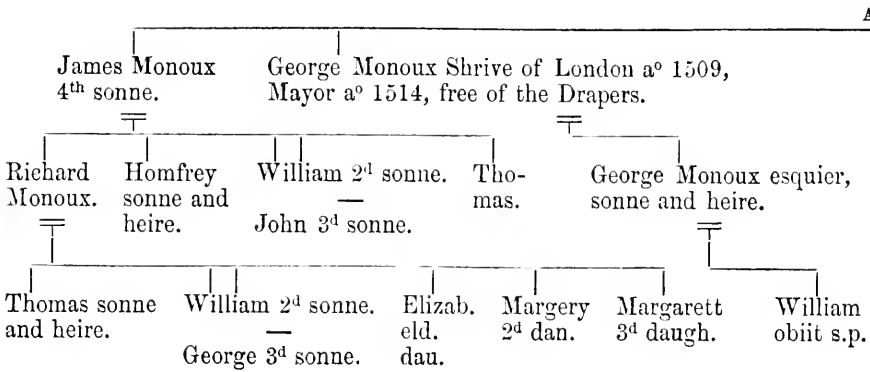 A
James Monoux
4th sonne.
George Monoux Shrive of London aº 1509,
Mayor aº 1514, free of the Drapers.
Richard
Monoux.
Homfrey
sonne and
heire.
William 2d sonne.
—
John 3d sonne.
Tho-
mas.
George Monoux esquier,
sonne and heire.
Thomas sonne
and heire.
William 2d sonne.
—
George 3d sonne.
Elizab.
eld.
dau.
Margery
2d dan.
Margarett
3d daugh.
William
obiit s.p.